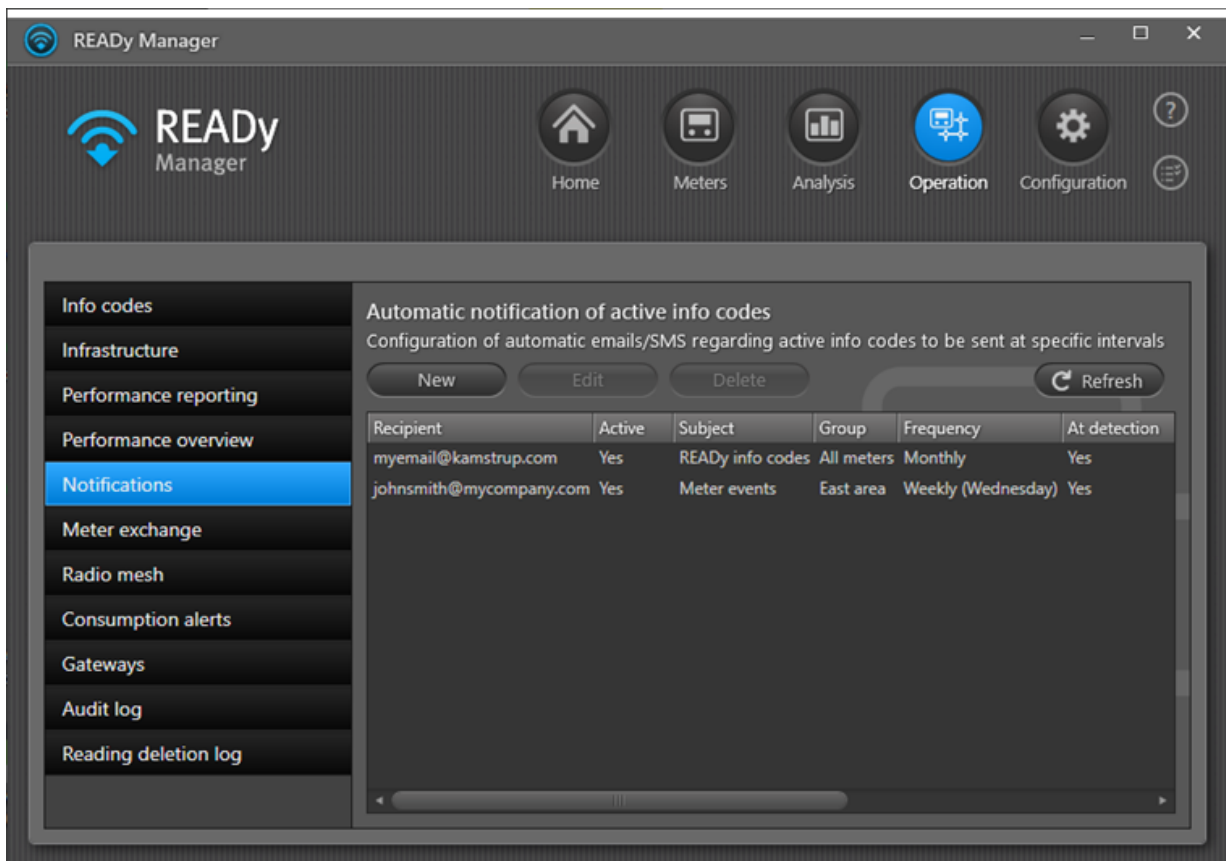 READy Manager
READy
Manager
Home Meters Analysis Operation Configuration
?
Info codes
Infrastructure
Performance reporting
Performance overview
Notifications
Meter exchange
Radio mesh
Consumption alerts
Gateways
Audit log
Reading deletion log
Automatic notification of active info codes
Configuration of automatic emails/SMS regarding active info codes to be sent at specific intervals
New Edit Delete Refresh
Recipient Active Subject Group Frequency At detection
myemail@kamstrup.com Yes READy info codes All meters Monthly Yes
johnsmith@mycompany.com Yes Meter events East area Weekly (Wednesday) Yes